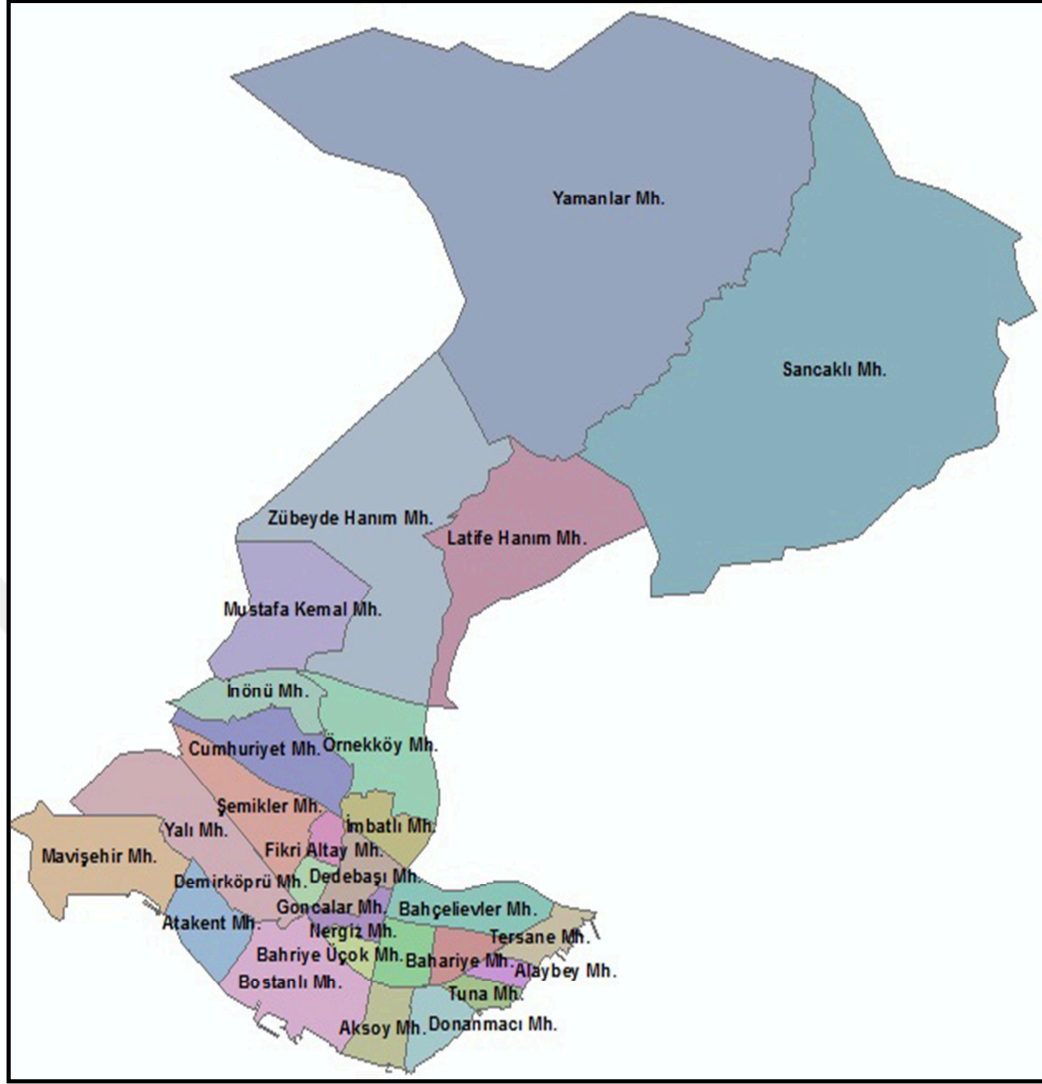 Yamanlar Mh.
Sancaklı Mh.
Zübeyde Hanım Mh.
Latife Hanım Mh.
Mustafa Kemal Mh.
İnönü Mh.
Cumhuriyet Mh.
Örnekköy Mh.
Şemikler Mh.
Yalı Mh.
İmbatlı Mh.
Mavişehir Mh.
Fikri Altay Mh.
Demirköprü Mh.
Dedebaşı Mh.
Goncalar Mh.
Bahçelievler Mh.
Atakent Mh.
Nergiz Mh.
Tersane Mh.
Bahriye Üçok Mh.
Bahariye Mh.
Alaybey Mh.
Bostanlı Mh.
Tuna Mh.
Aksoy Mh.
Donanmacı Mh.